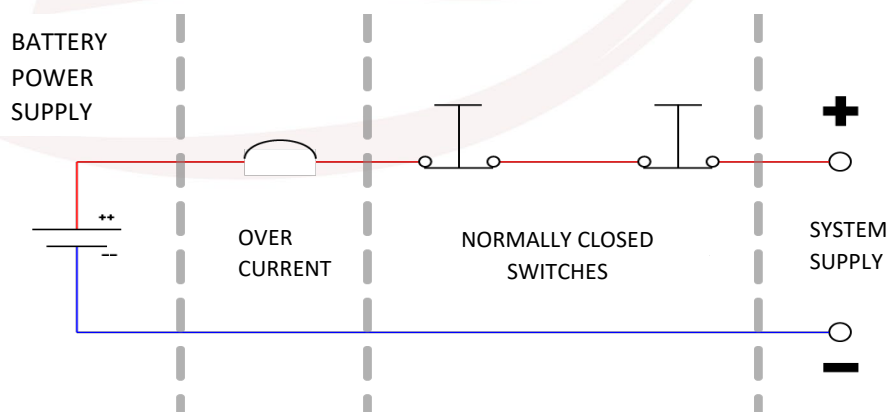 BATTERY
POWER
SUPPLY
++
--
OVER
CURRENT
NORMALLY CLOSED
SWITCHES
+
SYSTEM
SUPPLY
-